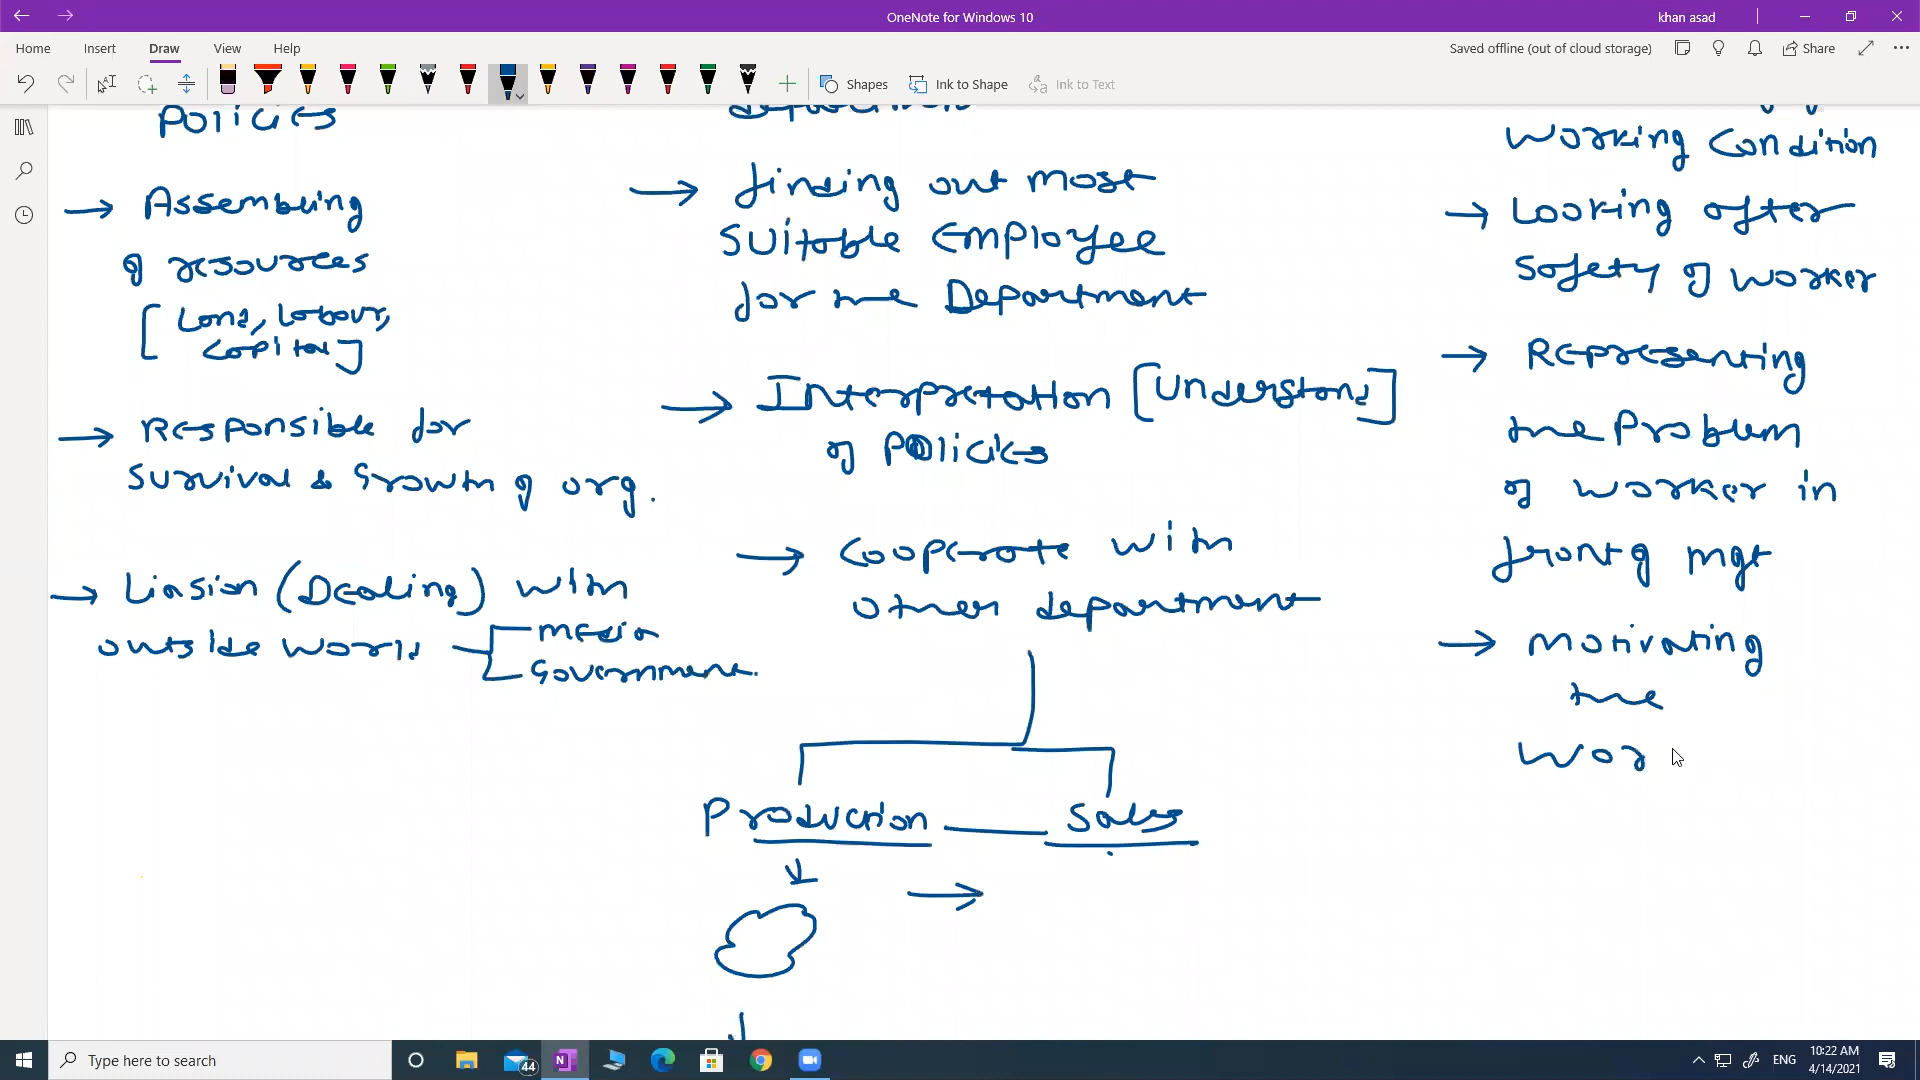 OneNote for Windows 10
khan asad
Home Insert Draw View Help
Saved offline (out of cloud storage)
Share
Shapes
Ink to Shape
Ink to Text
Policies
→ Assembling
of resources
[Land, Labour,
Capital]
→ Responsible for
Survival & Growth of org.
→ Liasion (Dealing) with
outside world
Media
Government.
department
→ finding out most
suitable Employee
for the Department
→ Interpretation [Understand]
of Policies
→ Cooperate with
other department
Production
Sales
Working Condition
→ Looking after
Safety of worker
→ Representing
the Problem
of worker in
front of mgt
→ Motivating
the
Wor
Type here to search
44
ENG
10:22 AM
4/14/2021